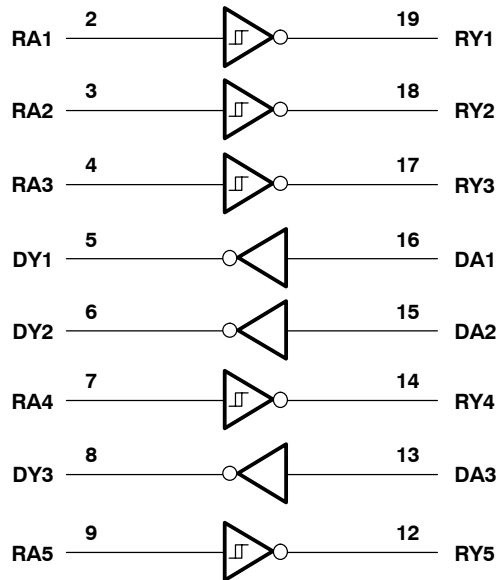 RA1 2 19 RY1
RA2 3 18 RY2
RA3 4 17 RY3
DY1 5 16 DA1
DY2 6 15 DA2
RA4 7 14 RY4
DY3 8 13 DA3
RA5 9 12 RY5